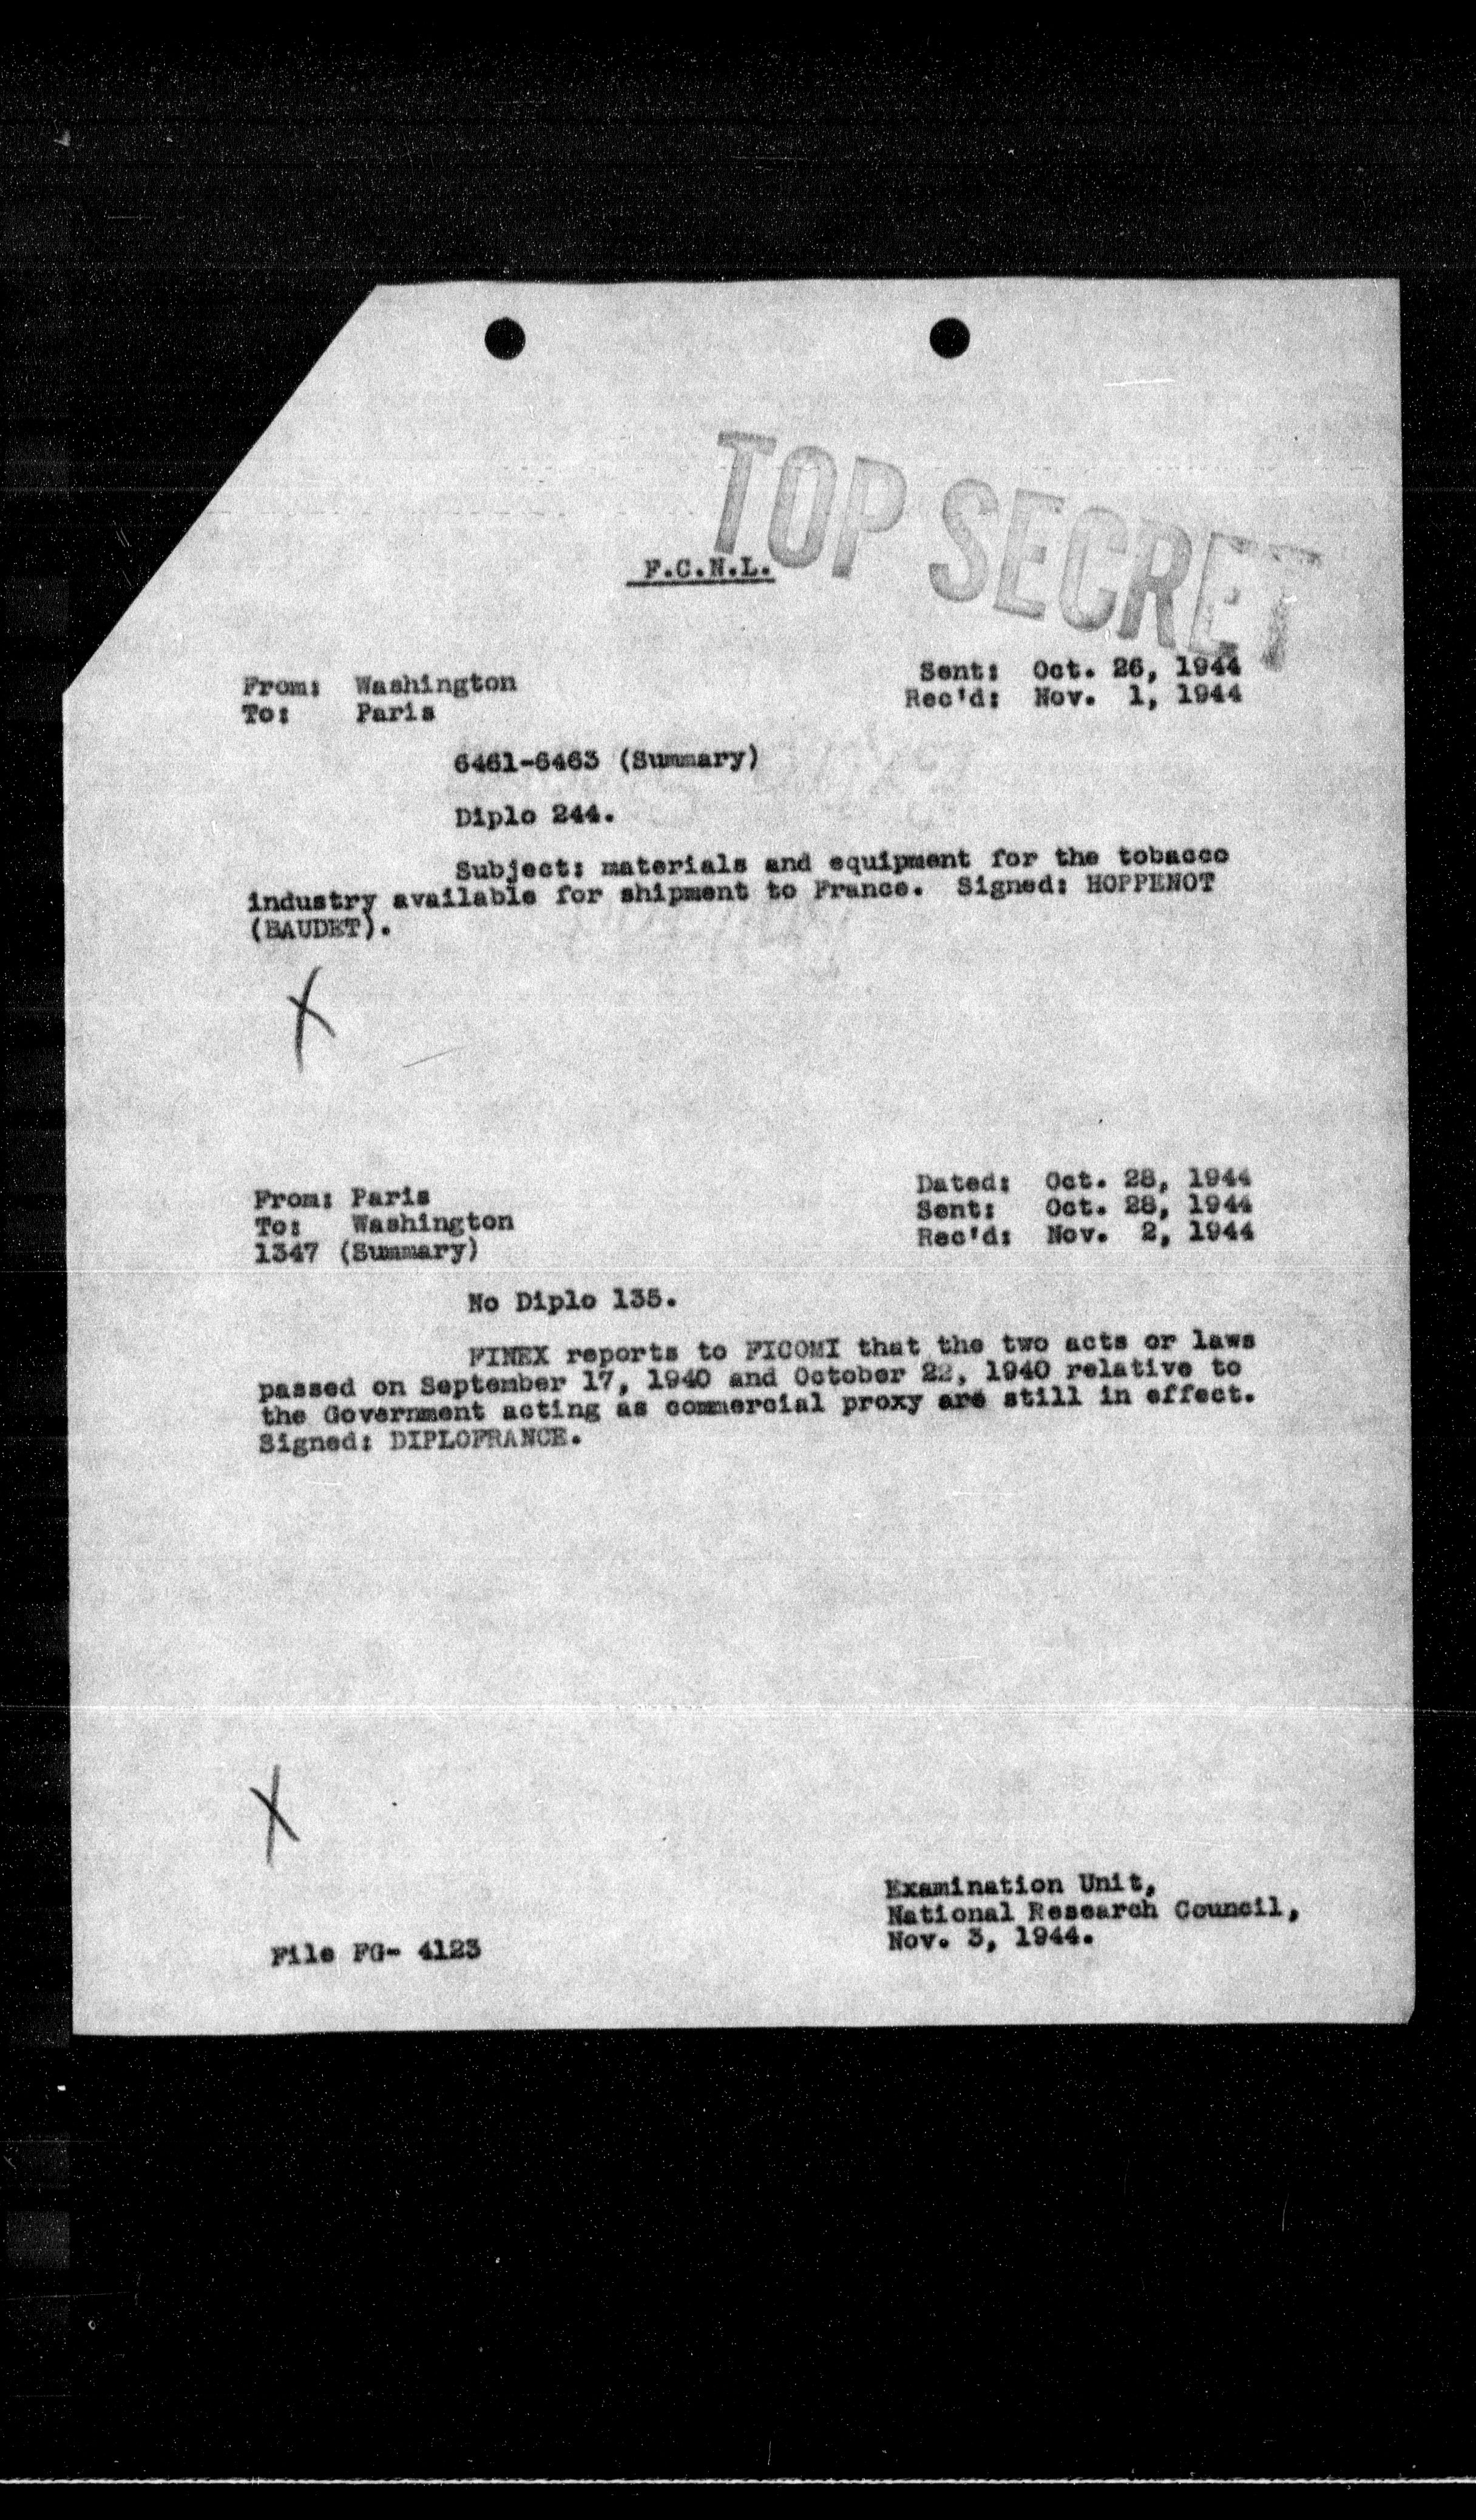 TOP SECRET
F.C.N.L.
From: Washington
To: Paris
Sent: Oct. 26, 1944
Rec'd: Nov. 1, 1944
6461-6463 (Summary)
Diplo 244.
Subject: materials and equipment for the tobacco
industry available for shipment to France. Signed: HOPPENOT
(BAUDET).
X
From: Paris
To: Washington
1347 (Summary)
Dated: Oct. 28, 1944
Sent: Oct. 28, 1944
Rec'd: Nov. 2, 1944
No Diplo 135.
FINEX reports to FICOMI that the two acts or laws
passed on September 17, 1940 and October 22, 1940 relative to
the Government acting as commercial proxy are still in effect.
Signed: DIPLOFRANCE.
X
Examination Unit,
National Research Council,
Nov. 3, 1944.
File FG- 4123